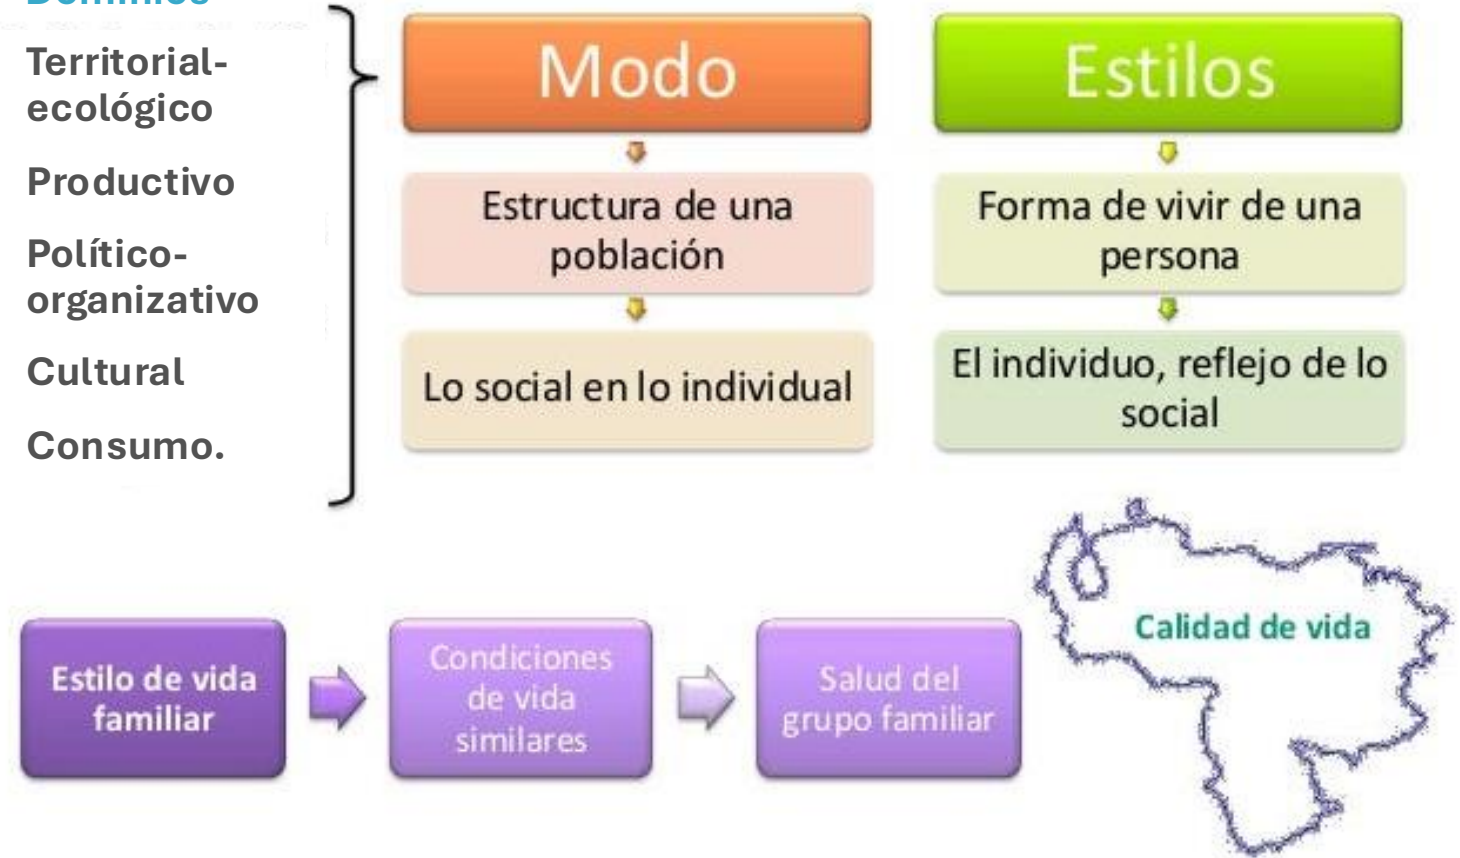 Dominios
Territorial-
ecológico
Productivo
Político-
organizativo
Cultural
Consumo.
Modo
Estructura de una
población
Lo social en lo individual
Estilos
Forma de vivir de una
persona
El individuo, reflejo de lo
social
Estilo de vida
familiar
Condiciones
de vida
similares
Salud del
grupo familiar
Calidad de vida